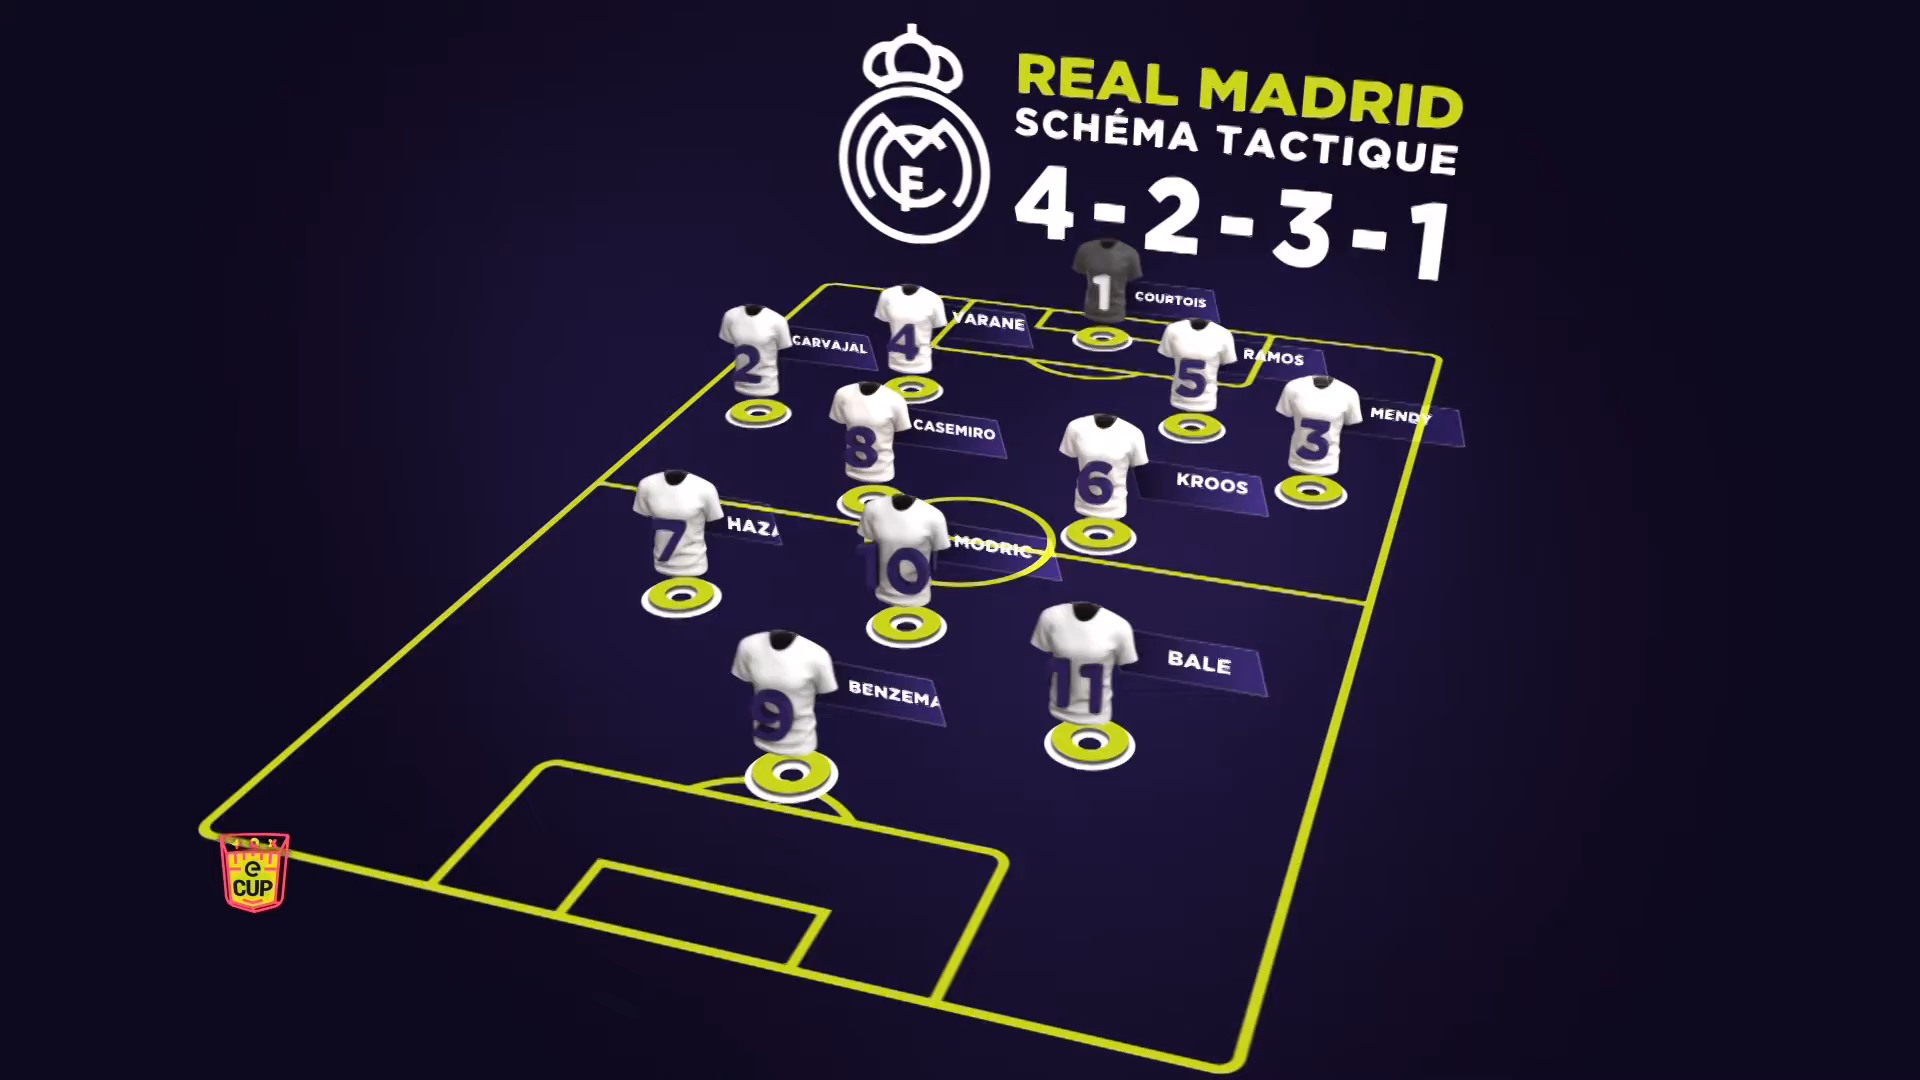 REAL MADRID
SCHÉMA TACTIQUE
4-2-3-1
1
COURTOIS
4
VARANE
2
CARVAJAL
5
RAMOS
3
MENDY
8
CASEMIRO
6
KROOS
7
HAZA
10
MODRIC
11
BALE
9
BENZEMA
e
CUP